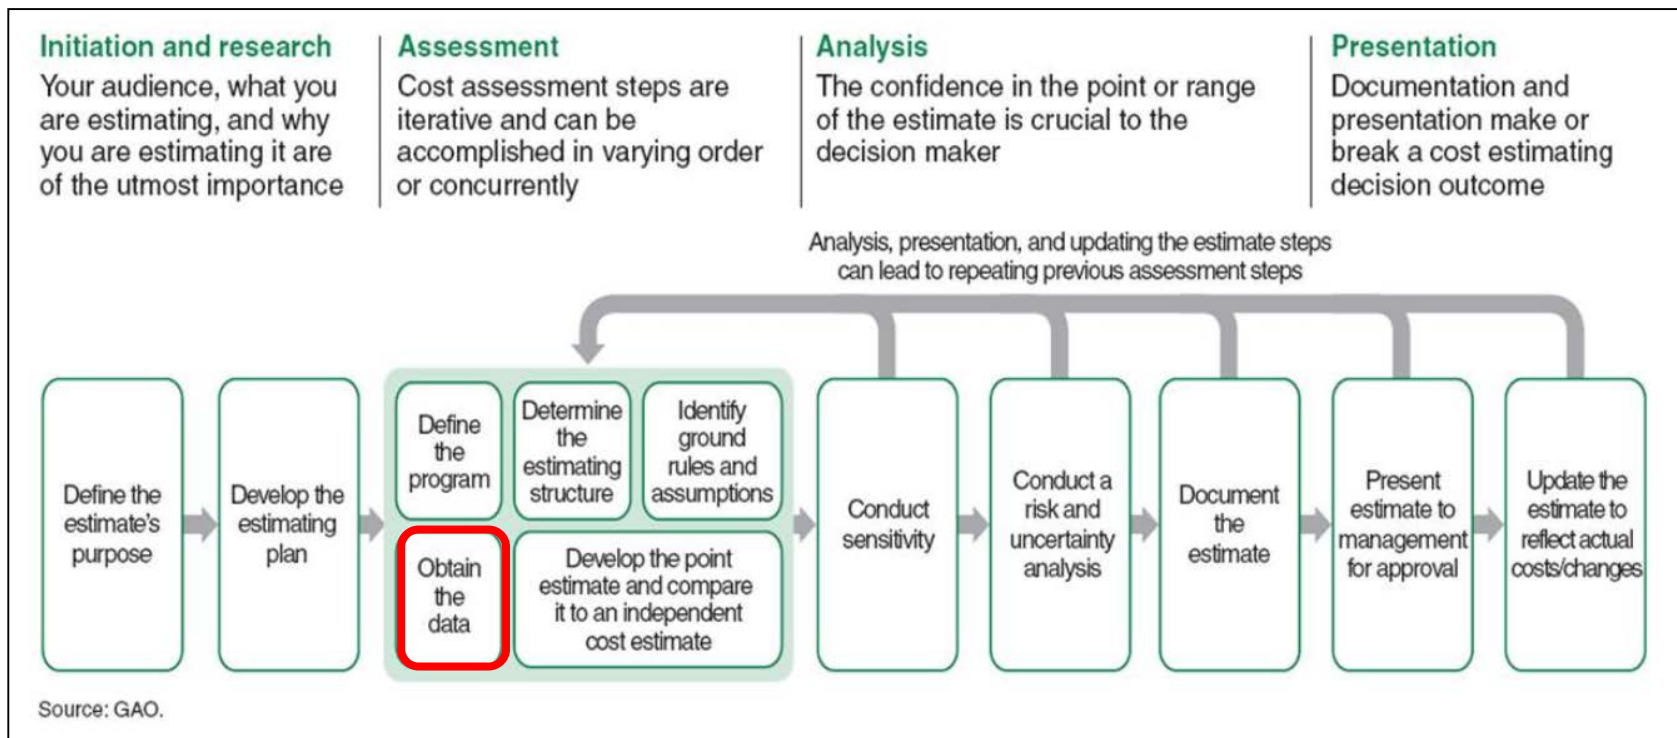 Initiation and research
Your audience, what you
are estimating, and why
you are estimating it are
of the utmost importance
Assessment
Cost assessment steps are
iterative and can be
accomplished in varying order
or concurrently
Analysis
The confidence in the point or range
of the estimate is crucial to the
decision maker
Presentation
Documentation and
presentation make or
break a cost estimating
decision outcome
Analysis, presentation, and updating the estimate steps
can lead to repeating previous assessment steps
Define the
estimate's
purpose
Develop the
estimating
plan
Define
the
program
Determine
the
estimating
structure
Identify
ground
rules and
assumptions
Obtain
the
data
Develop the point
estimate and compare
it to an independent
cost estimate
Conduct
sensitivity
Conduct a
risk and
uncertainty
analysis
Document
the
estimate
Present
estimate to
management
for approval
Update the
estimate to
reflect actual
costs/changes
Source: GAO.